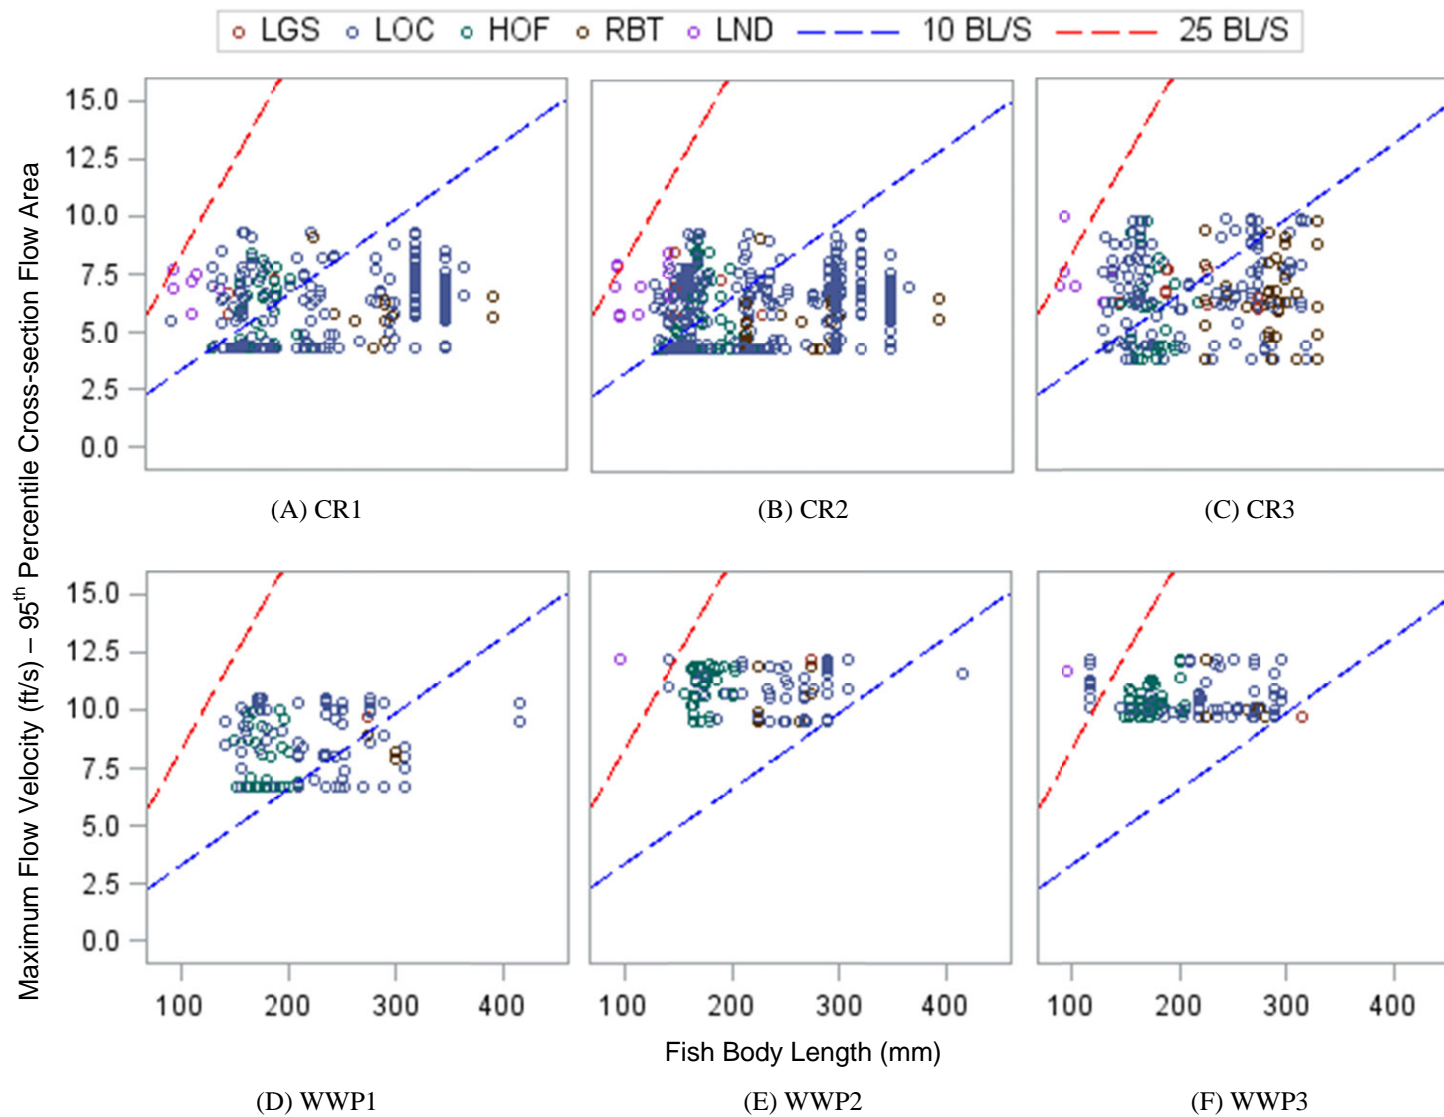 LGS LOC HOF RBT LND 10 BL/S 25 BL/S
Maximum Flow Velocity (ft/s) – 95th Percentile Cross-section Flow Area
15.0
12.5
10.0
7.5
5.0
2.5
0.0
(A) CR1 (B) CR2 (C) CR3
15.0
12.5
10.0
7.5
5.0
2.5
0.0
100 200 300 400 100 200 300 400 100 200 300 400
Fish Body Length (mm)
(D) WWP1 (E) WWP2 (F) WWP3